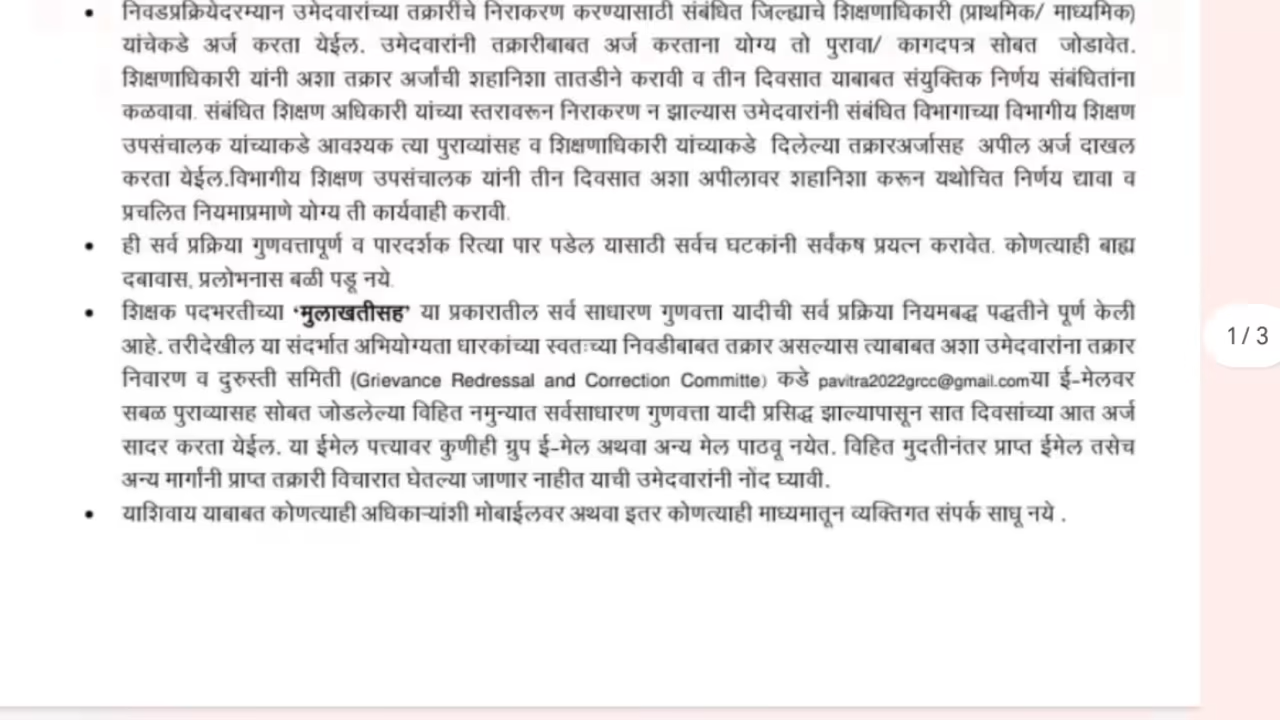 • निवडप्रक्रियेदरम्यान उमेदवारांच्या तक्रारींचे निराकरण करण्यासाठी संबंधित जिल्ह्याचे शिक्षणाधिकारी (प्राथमिक/ माध्यमिक)
यांचेकडे अर्ज करता येईल. उमेदवारांनी तक्रारीबाबत अर्ज करताना योग्य तो पुरावा/ कागदपत्र सोबत जोडावेत.
शिक्षणाधिकारी यांनी अशा तक्रार अर्जांची शहानिशा तातडीने करावी व तीन दिवसात याबाबत संयुक्तिक निर्णय संबंधितांना
कळवावा. संबंधित शिक्षण अधिकारी यांच्या स्तरावरून निराकरण न झाल्यास उमेदवारांनी संबंधित विभागाच्या विभागीय शिक्षण
उपसंचालक यांच्याकडे आवश्यक त्या पुराव्यांसह व शिक्षणाधिकारी यांच्याकडे दिलेल्या तक्रारअर्जासह अपील अर्ज दाखल
करता येईल.विभागीय शिक्षण उपसंचालक यांनी तीन दिवसात अशा अपीलावर शहानिशा करून यथोचित निर्णय द्यावा व
प्रचलित नियमाप्रमाणे योग्य ती कार्यवाही करावी.
• ही सर्व प्रक्रिया गुणवत्तापूर्ण व पारदर्शक रित्या पार पडेल यासाठी सर्वच घटकांनी सर्वंकष प्रयत्न करावेत. कोणत्याही बाह्य
दबावास, प्रलोभनास बळी पडू नये.
• शिक्षक पदभरतीच्या 'मुलाखतीसह' या प्रकारातील सर्व साधारण गुणवत्ता यादीची सर्व प्रक्रिया नियमबद्ध पद्धतीने पूर्ण केली
आहे. तरीदेखील या संदर्भात अभियोग्यता धारकांच्या स्वतःच्या निवडीबाबत तक्रार असल्यास त्याबाबत अशा उमेदवारांना तक्रार
निवारण व दुरुस्ती समिती (Grievance Redressal and Correction Committe) कडे pavitra2022grcc@gmail.comया ई-मेलवर
सबळ पुराव्यासह सोबत जोडलेल्या विहित नमुन्यात सर्वसाधारण गुणवत्ता यादी प्रसिद्ध झाल्यापासून सात दिवसांच्या आत अर्ज
सादर करता येईल. या ईमेल पत्त्यावर कुणीही ग्रुप ई-मेल अथवा अन्य मेल पाठवू नयेत. विहित मुदतीनंतर प्राप्त ईमेल तसेच
अन्य मार्गांनी प्राप्त तक्रारी विचारात घेतल्या जाणार नाहीत याची उमेदवारांनी नोंद घ्यावी.
• याशिवाय याबाबत कोणत्याही अधिकाऱ्यांशी मोबाईलवर अथवा इतर कोणत्याही माध्यमातून व्यक्तिगत संपर्क साधू नये .
1/3